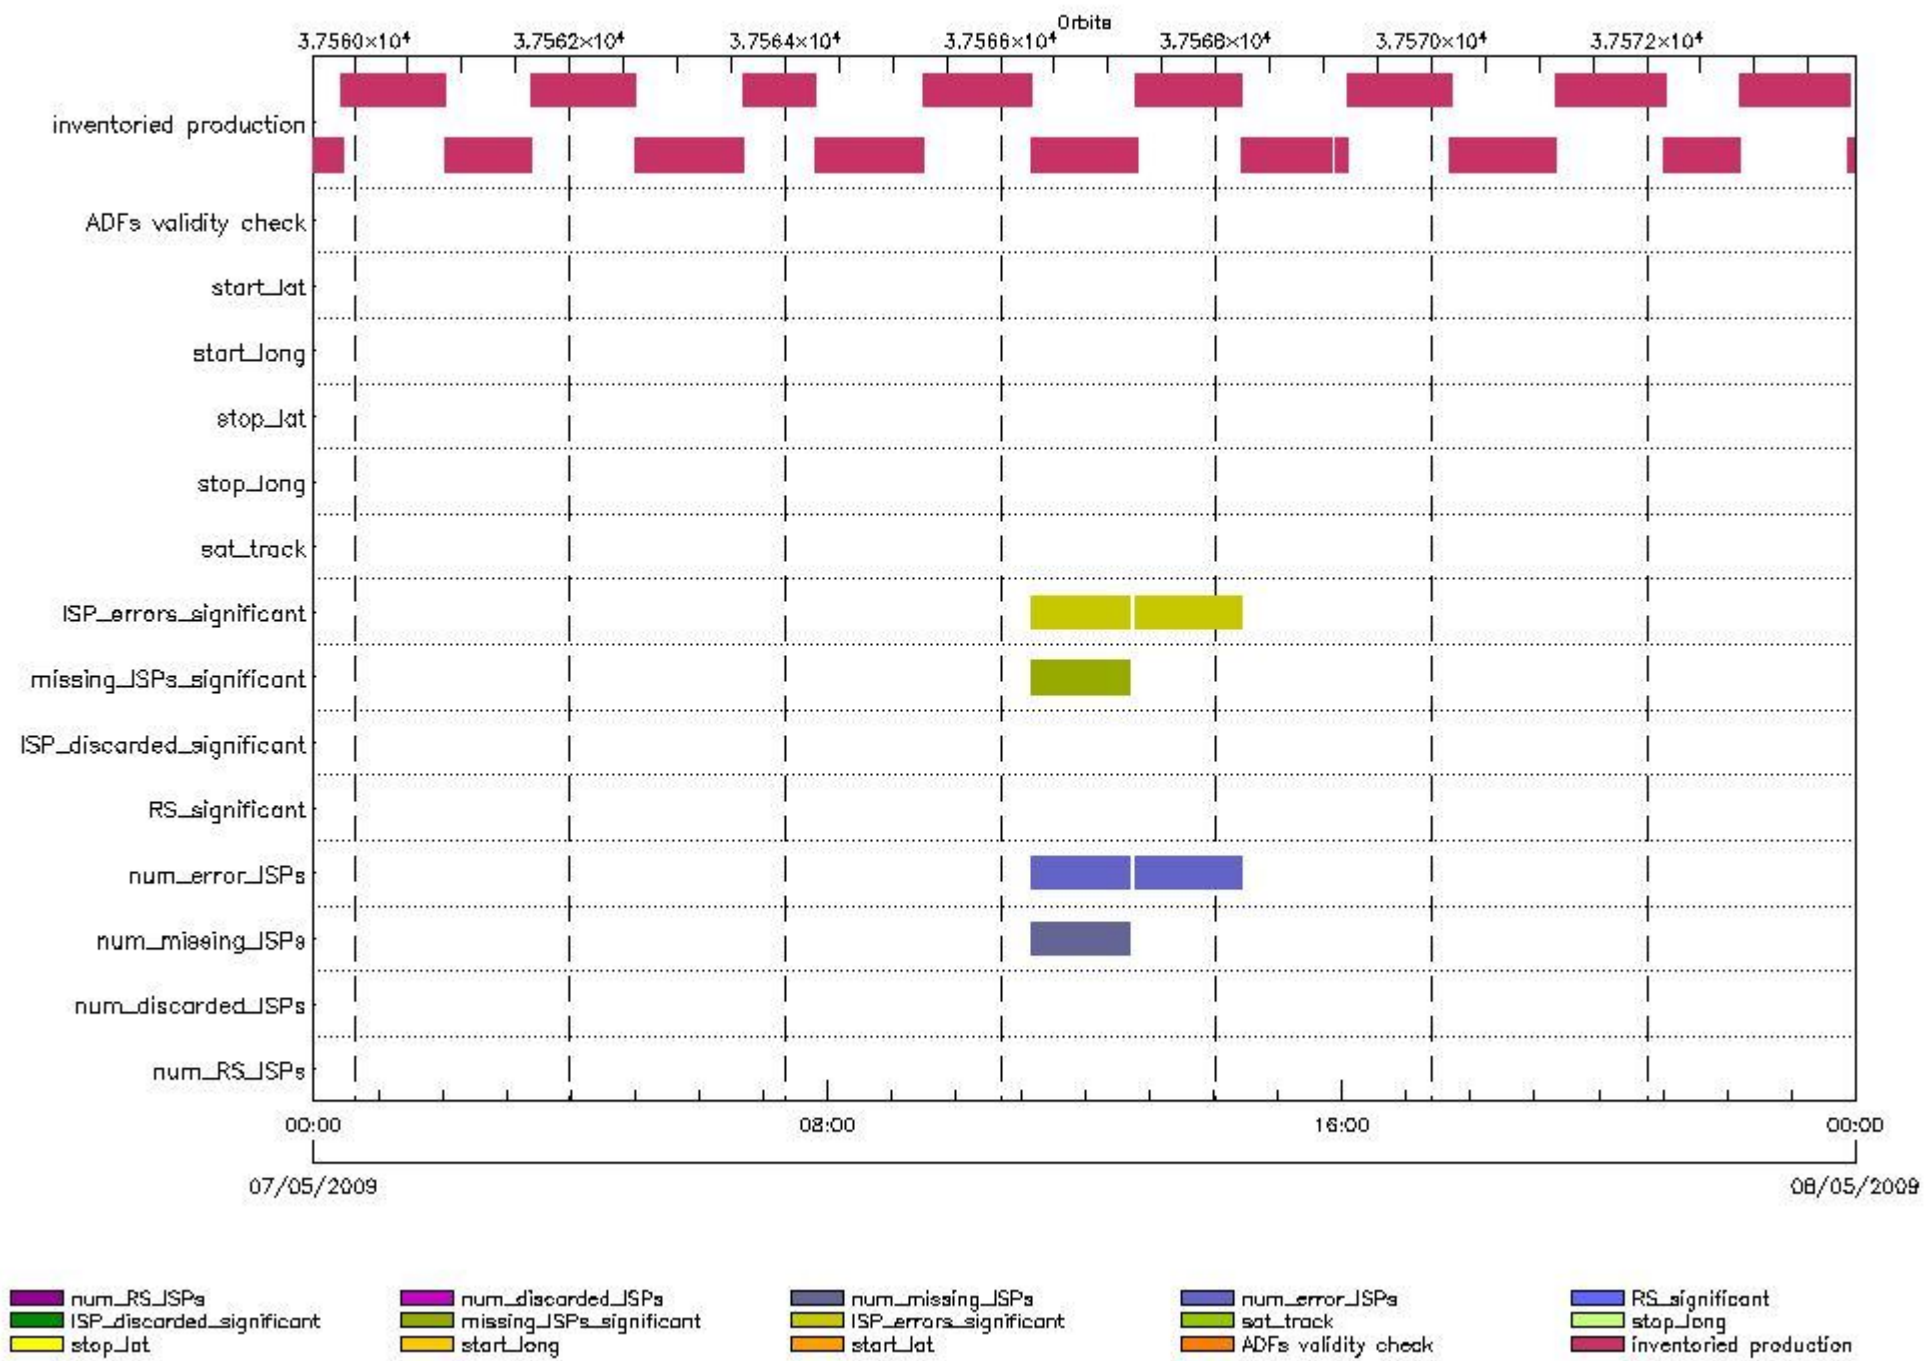 Orbits
3.7560×10⁴ 3.7562×10⁴ 3.7564×10⁴ 3.7566×10⁴ 3.7568×10⁴ 3.7570×10⁴ 3.7572×10⁴
inventoried production
ADFs validity check
start_lat
start_long
stop_lat
stop_long
sat_track
ISP_errors_significant
missing_ISPs_significant
ISP_discarded_significant
RS_significant
num_error_ISPs
num_missing_ISPs
num_discarded_ISPs
num_RS_ISPs
00:00 08:00 16:00 00:00
07/05/2009 08/05/2009
num_RS_ISPs num_discarded_ISPs num_missing_ISPs num_error_ISPs RS_significant
ISP_discarded_significant missing_ISPs_significant ISP_errors_significant sat_track stop_long
stop_lat start_long start_lat ADFs validity check inventoried production